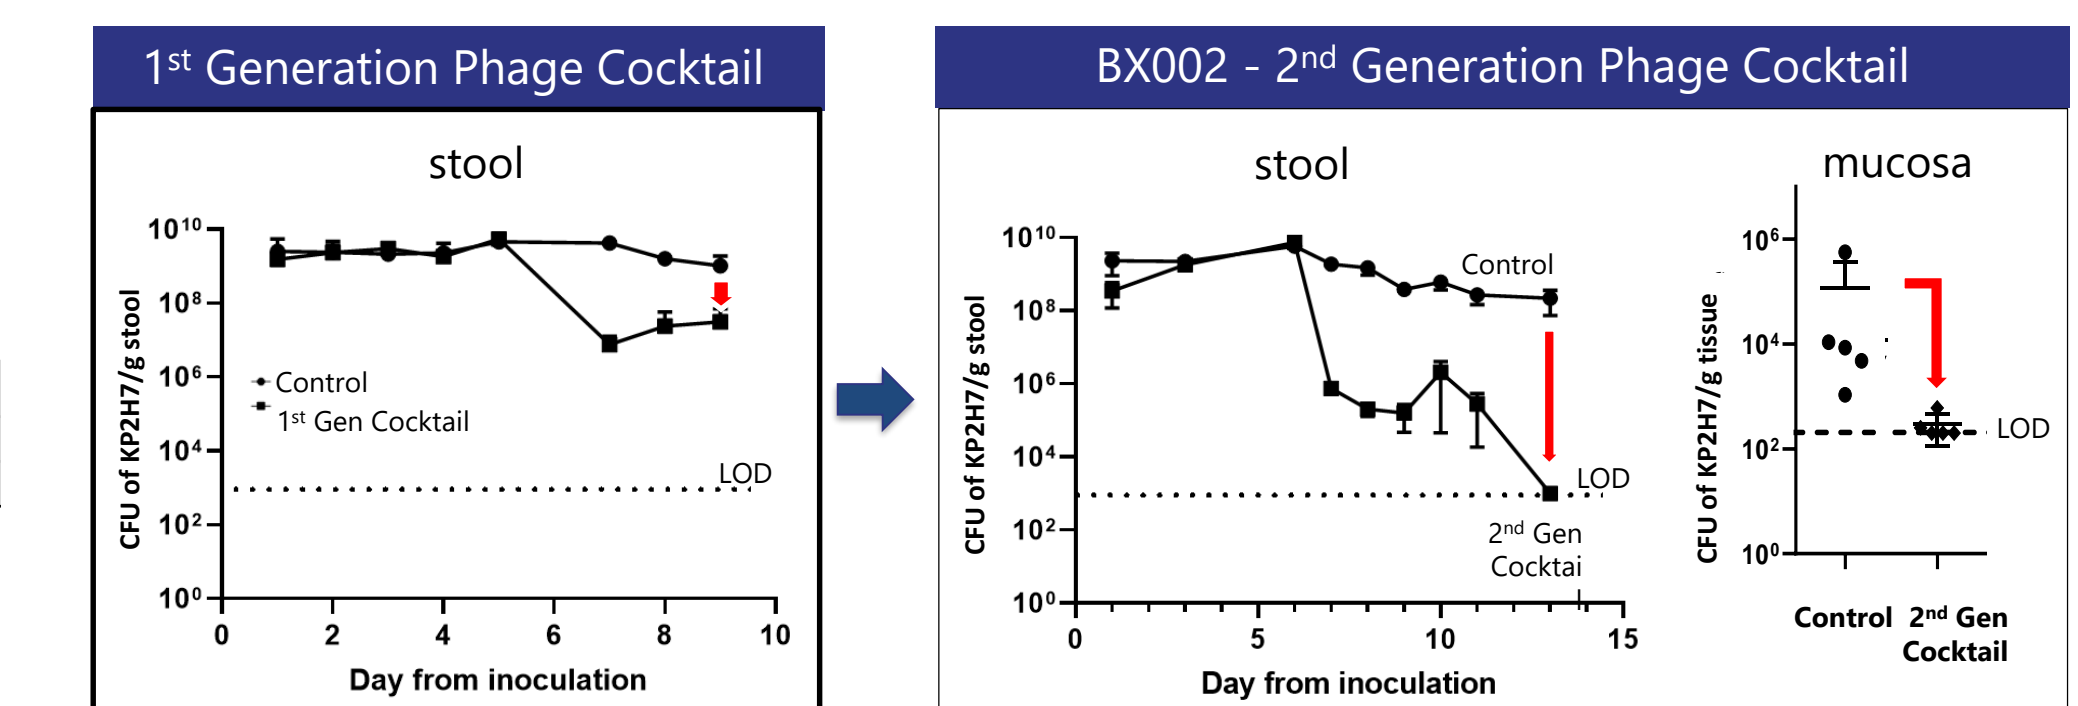 1st Generation Phage Cocktail
stool
CFU of KP2H7/g stool
10¹⁰
10⁸
10⁶
10⁴
10²
10⁰
Control
1st Gen Cocktail
LOD
0 2 4 6 8 10
Day from inoculation
BX002 - 2nd Generation Phage Cocktail
stool
CFU of KP2H7/g stool
10¹⁰
10⁸
10⁶
10⁴
10²
10⁰
Control
LOD
2nd Gen
Cocktai
0 5 10 15
Day from inoculation
mucosa
CFU of KP2H7/g tissue
10⁶
10⁴
10²
10⁰
LOD
Control 2nd Gen
Cocktail